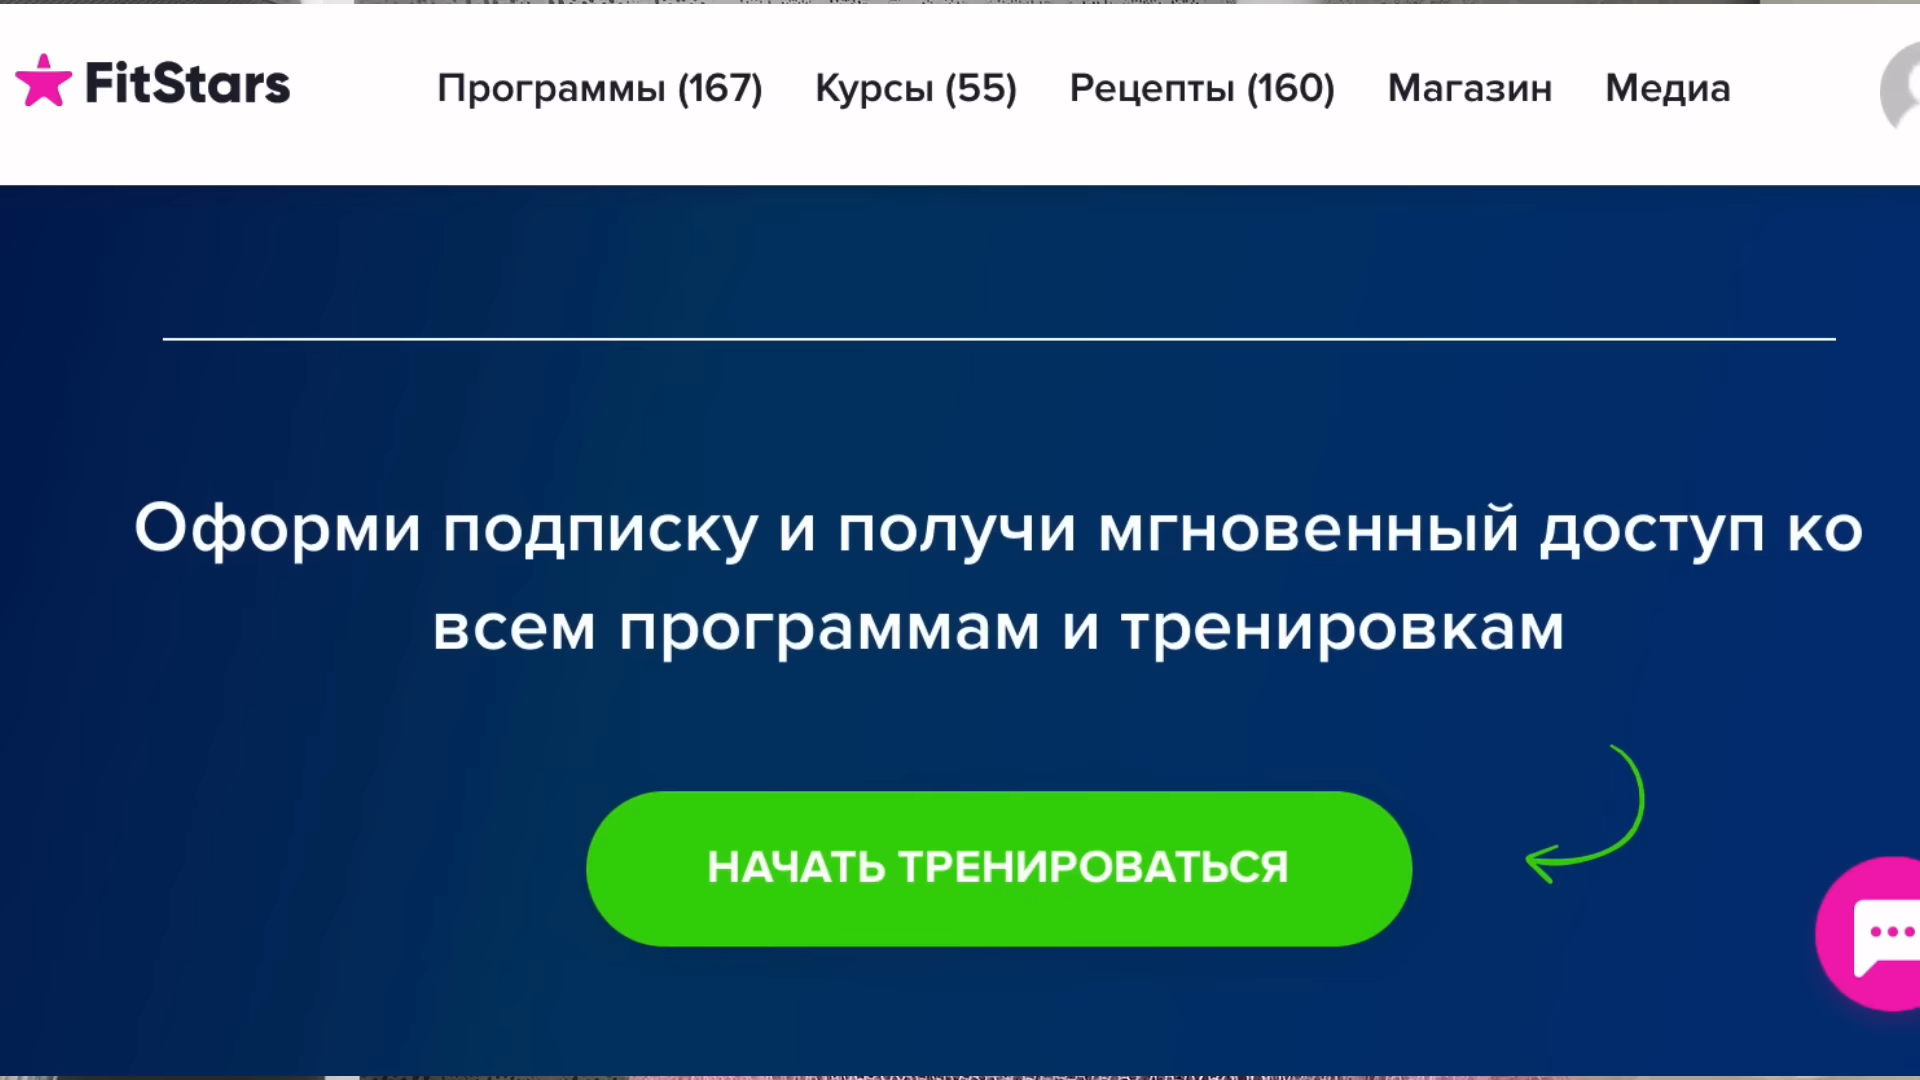 FitStars
Программы (167) Курсы (55) Рецепты (160) Магазин Медиа
Оформи подписку и получи мгновенный доступ ко
всем программам и тренировкам
НАЧАТЬ ТРЕНИРОВАТЬСЯ